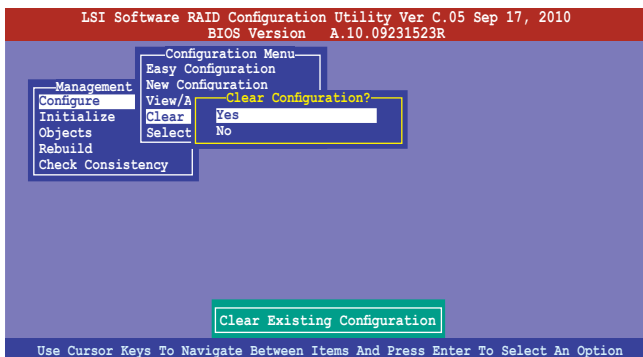 LSI Software RAID Configuration Utility Ver C.05 Sep 17, 2010
BIOS Version A.10.09231523R
Configuration Menu
Easy Configuration
New Configuration
View/A
Clear
Select
Management
Configure
Initialize
Objects
Rebuild
Check Consistency
Clear Configuration?
Yes
No
Clear Existing Configuration
Use Cursor Keys To Navigate Between Items And Press Enter To Select An Option